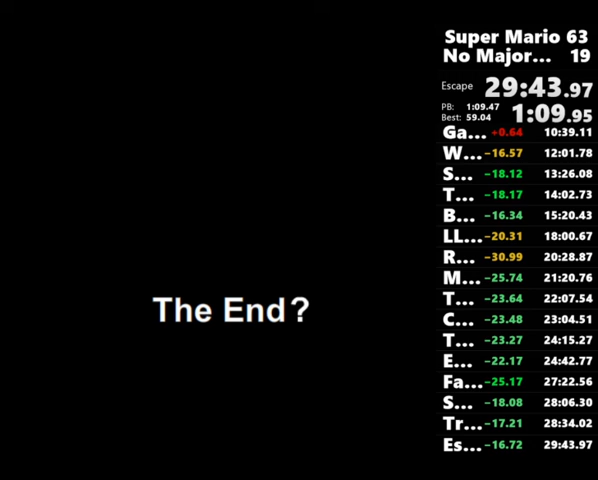 Super Mario 63
No Major... 19
Escape 29:43.97
PB: 1:09.47
Best: 59.04
1:09.95
Ga... +0.64 10:39.11
W... −16.57 12:01.78
S... −18.12 13:26.08
T... −18.17 14:02.73
B... −16.34 15:20.43
LL... −20.31 18:00.67
R... −30.99 20:28.87
M... −25.74 21:20.76
T... −23.64 22:07.54
C... −23.48 23:04.51
T... −23.27 24:15.27
E... −22.17 24:42.77
Fa... −25.17 27:22.56
S... −18.08 28:06.30
Tr... −17.21 28:34.02
Es... −16.72 29:43.97
The End?